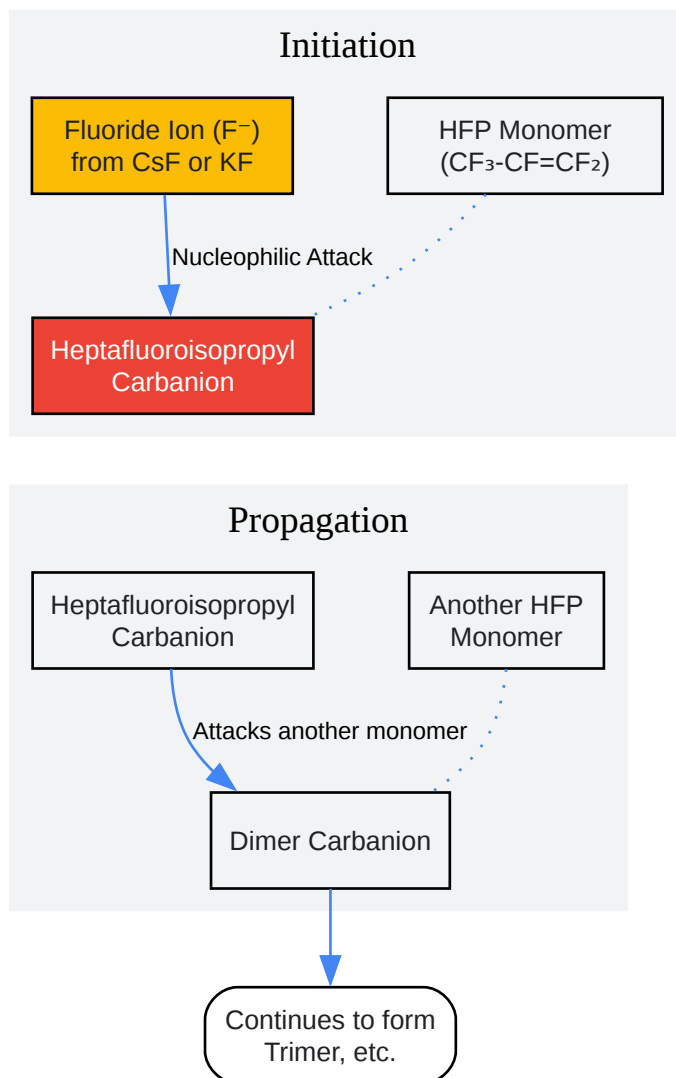 Initiation
Fluoride Ion (F⁻)
from CsF or KF
HFP Monomer
(CF₃-CF=CF₂)
Nucleophilic Attack
Heptafluoroisopropyl
Carbanion
Propagation
Heptafluoroisopropyl
Carbanion
Another HFP
Monomer
Attacks another monomer
Dimer Carbanion
Continues to form
Trimer, etc.